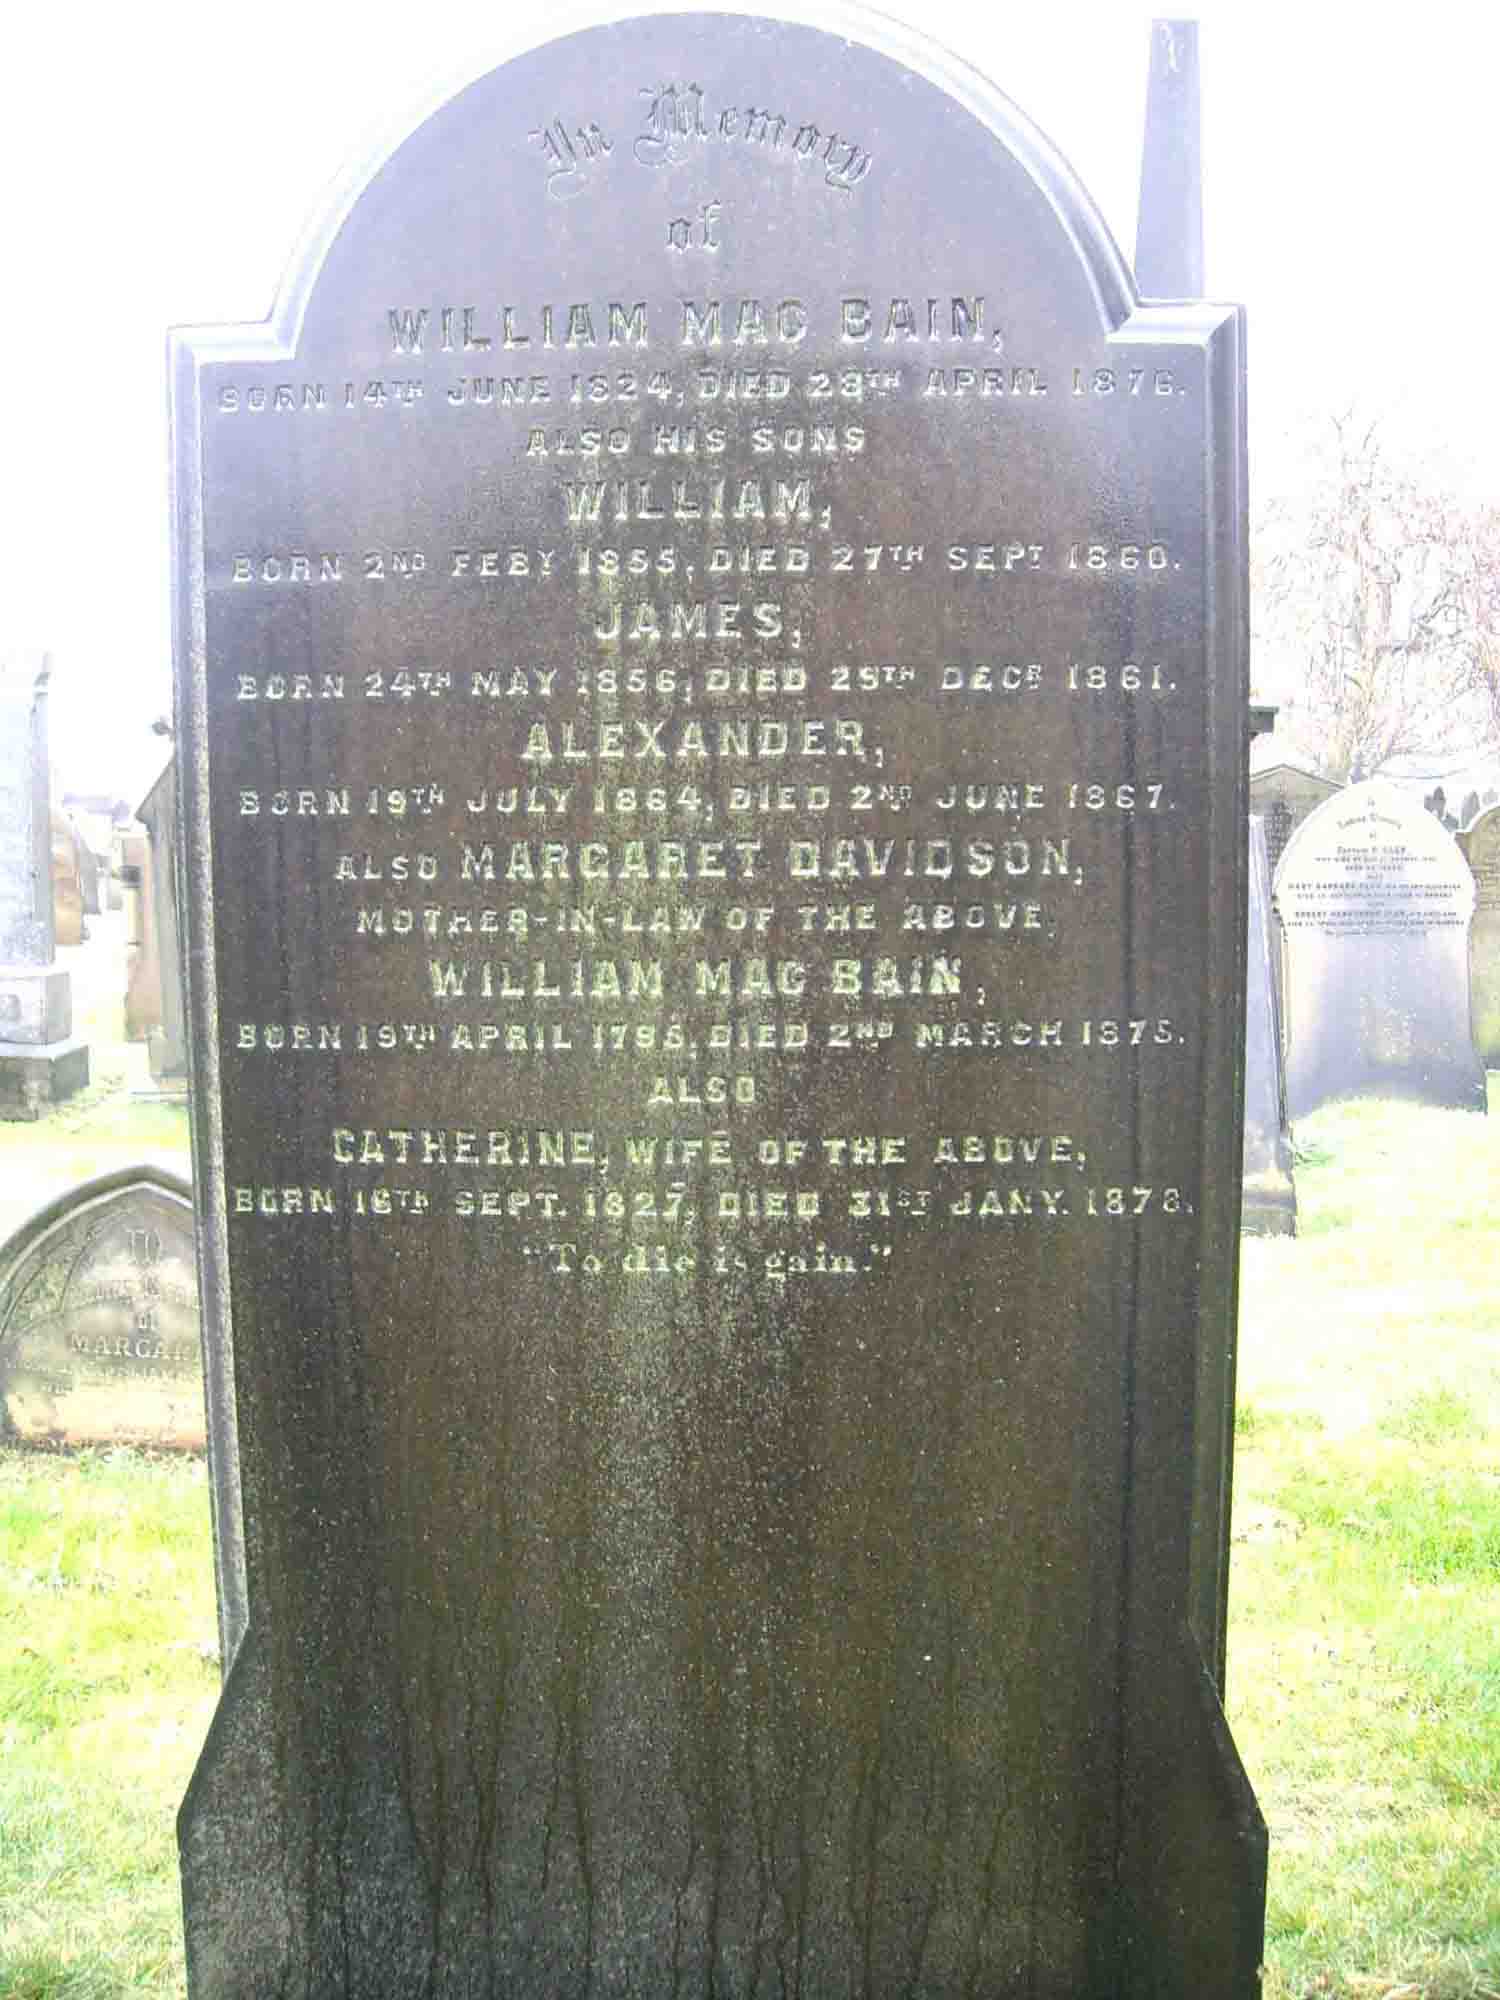 In Memory
of
WILLIAM MAC BAIN,
BORN 14TH JUNE 1824, DIED 28TH APRIL 1876.
ALSO HIS SONS
WILLIAM,
BORN 2ND FEBY 1855, DIED 27TH SEPT 1860.
JAMES,
BORN 24TH MAY 1856, DIED 25TH DECR 1861.
ALEXANDER,
BORN 19TH JULY 1864, DIED 2ND JUNE 1867.
ALSO MARGARET DAVIDSON,
MOTHER-IN-LAW OF THE ABOVE
WILLIAM MAC BAIN,
BORN 19TH APRIL 1795, DIED 2ND MARCH 1875.
ALSO
CATHERINE, WIFE OF THE ABOVE,
BORN 16TH SEPT. 1827, DIED 31ST JANY. 1878.
"To die is gain."
TO
OF